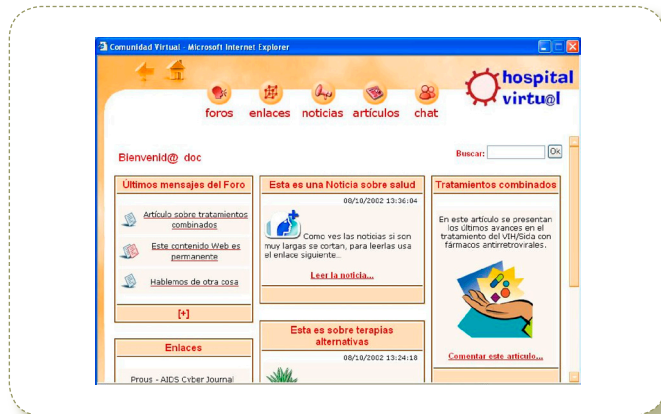 Comunidad Virtual - Microsoft Internet Explorer
hospital
virtu@l
foros enlaces noticias artículos chat
Bienvenid@ doc
Buscar: Ok
Últimos mensajes del Foro
Artículo sobre tratamientos
combinados
Este contenido Web es
permanente
Hablemos de otra cosa
[+]
Enlaces
Prous - AIDS Cyber Journal
Esta es una Noticia sobre salud
08/10/2002 13:36:04
Como ves las noticias si son
muy largas se cortan, para leerlas usa
el enlace siguiente...
Leer la noticia...
Esta es sobre terapias
alternativas
08/10/2002 13:24:18
Tratamientos combinados
En este artículo se presentan
los últimos avances en el
tratamiento del VIH/Sida con
fármacos antirretrovirales.
Comentar este artículo...